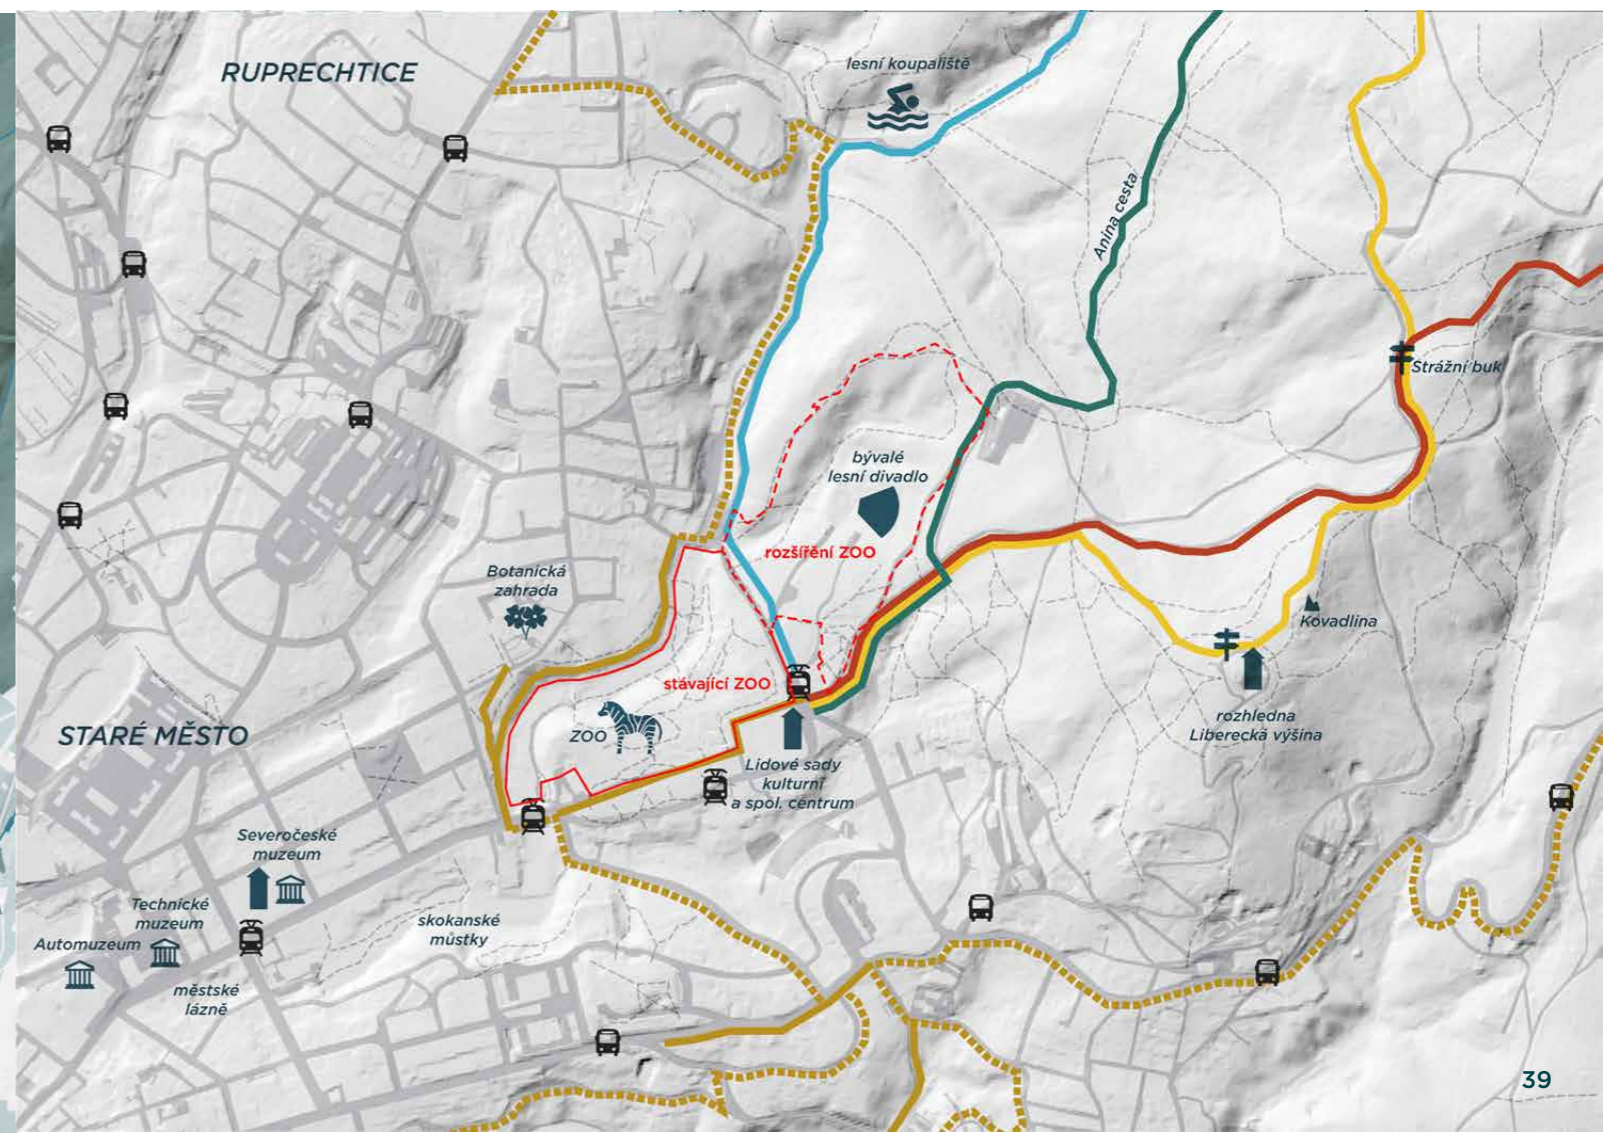 RUPRECHTICE
lesní koupaliště
Anina cesta
Strážní buk
bývalé
lesní divadlo
rozšíření ZOO
Botanická
zahrada
Kovadlina
stávající ZOO
ZOO
rozhledna
Liberecká výšina
STARÉ MĚSTO
Lidové sady
kulturní
a spol. centrum
Severočeské
muzeum
Technické
muzeum
skokanské
můstky
Automuzeum
městské
lázně
39